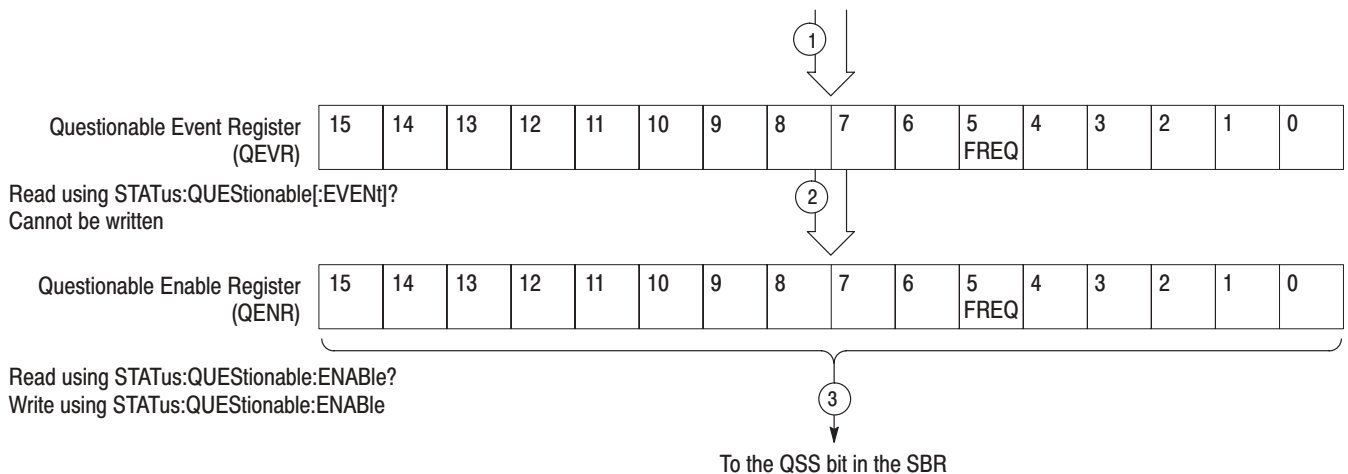 1
Questionable Event Register
(QEVR)
15 14 13 12 11 10 9 8 7 6 5 4 3 2 1 0
FREQ
Read using STATus:QUEStionable[:EVENt]?
Cannot be written
2
Questionable Enable Register
(QENR)
15 14 13 12 11 10 9 8 7 6 5 4 3 2 1 0
FREQ
Read using STATus:QUEStionable:ENABle?
Write using STATus:QUEStionable:ENABle
3
To the QSS bit in the SBR